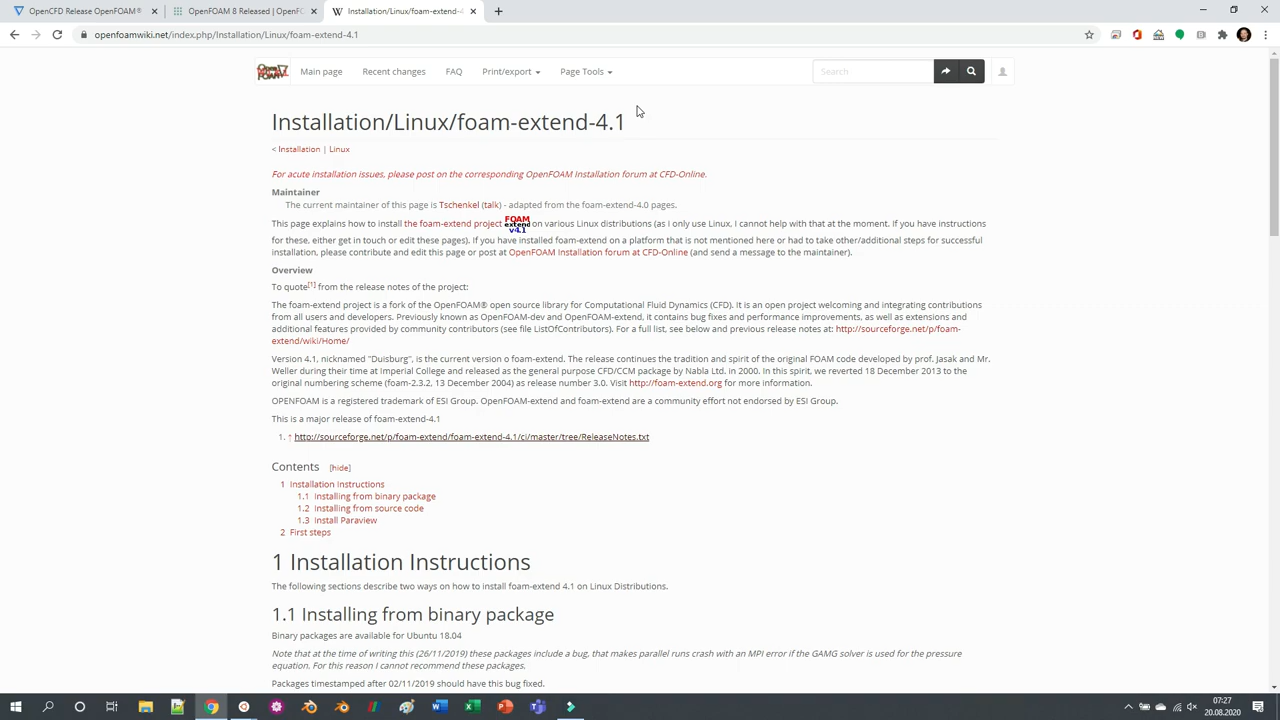 OpenCFD Release OpenFOAM®
OpenFOAM 8 Released | OpenFO
Installation/Linux/foam-extend-4.
openfoamwiki.net/index.php/Installation/Linux/foam-extend-4.1
Main page
Recent changes
FAQ
Print/export
Page Tools
Search
Installation/Linux/foam-extend-4.1
< Installation | Linux
For acute installation issues, please post on the corresponding OpenFOAM Installation forum at CFD-Online.
Maintainer
The current maintainer of this page is Tschenkel (talk) - adapted from the foam-extend-4.0 pages.
This page explains how to install the foam-extend project FOAM extend v4.1 on various Linux distributions (as I only use Linux, I cannot help with that at the moment. If you have instructions
for these, either get in touch or edit these pages). If you have installed foam-extend on a platform that is not mentioned here or had to take other/additional steps for successful
installation, please contribute and edit this page or post at OpenFOAM Installation forum at CFD-Online (and send a message to the maintainer).
Overview
To quote[1] from the release notes of the project:
The foam-extend project is a fork of the OpenFOAM® open source library for Computational Fluid Dynamics (CFD). It is an open project welcoming and integrating contributions
from all users and developers. Previously known as OpenFOAM-dev and OpenFOAM-extend, it contains bug fixes and performance improvements, as well as extensions and
additional features provided by community contributors (see file ListOfContributors). For a full list, see below and previous release notes at: http://sourceforge.net/p/foam-
extend/wiki/Home/
Version 4.1, nicknamed "Duisburg", is the current version o foam-extend. The release continues the tradition and spirit of the original FOAM code developed by prof. Jasak and Mr.
Weller during their time at Imperial College and released as the general purpose CFD/CCM package by Nabla Ltd. in 2000. In this spirit, we reverted 18 December 2013 to the
original numbering scheme (foam-2.3.2, 13 December 2004) as release number 3.0. Visit http://foam-extend.org for more information.
OPENFOAM is a registered trademark of ESI Group. OpenFOAM-extend and foam-extend are a community effort not endorsed by ESI Group.
This is a major release of foam-extend-4.1
1. ↑ http://sourceforge.net/p/foam-extend/foam-extend-4.1/ci/master/tree/ReleaseNotes.txt
Contents [hide]
1 Installation Instructions
1.1 Installing from binary package
1.2 Installing from source code
1.3 Install Paraview
2 First steps
1 Installation Instructions
The following sections describe two ways on how to install foam-extend 4.1 on Linux Distributions.
1.1 Installing from binary package
Binary packages are available for Ubuntu 18.04
Note that at the time of writing this (26/11/2019) these packages include a bug, that makes parallel runs crash with an MPI error if the GAMG solver is used for the pressure
equation. For this reason I cannot recommend these packages.
Packages timestamped after 02/11/2019 should have this bug fixed.
07:27
20.08.2020